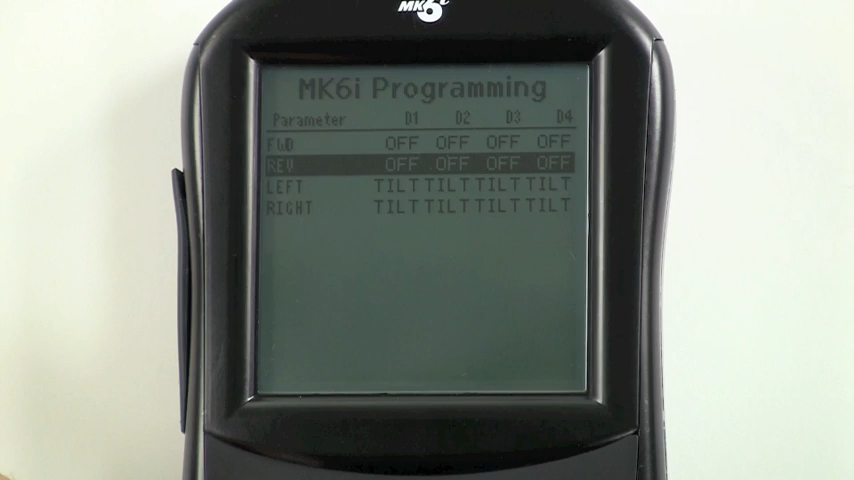 MK6i
MK6i Programming
Parameter D1 D2 D3 D4
FWD OFF OFF OFF OFF
REV OFF OFF OFF OFF
LEFT TILT TILT TILT TILT
RIGHT TILT TILT TILT TILT